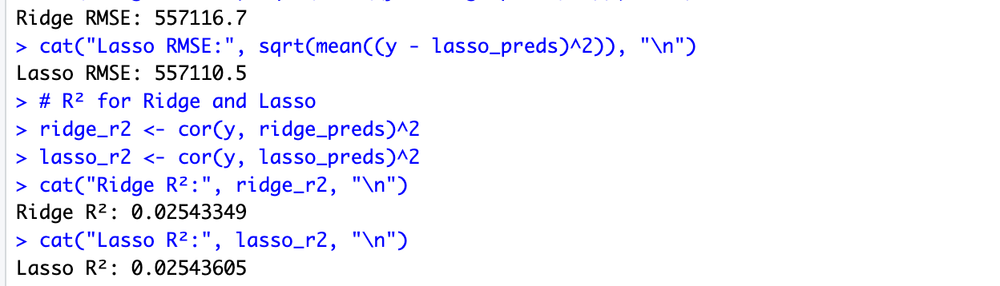 Ridge RMSE: 557116.7
> cat("Lasso RMSE:", sqrt(mean((y - lasso_preds)^2)), "\n")
Lasso RMSE: 557110.5
> # R² for Ridge and Lasso
> ridge_r2 <- cor(y, ridge_preds)^2
> lasso_r2 <- cor(y, lasso_preds)^2
> cat("Ridge R²:", ridge_r2, "\n")
Ridge R²: 0.02543349
> cat("Lasso R²:", lasso_r2, "\n")
Lasso R²: 0.02543605